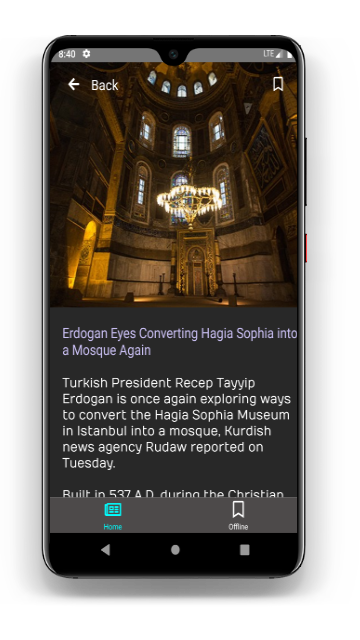 8:40
LTE
Back
Erdogan Eyes Converting Hagia Sophia into
a Mosque Again
Turkish President Recep Tayyip
Erdogan is once again exploring ways
to convert the Hagia Sophia Museum
in Istanbul into a mosque, Kurdish
news agency Rudaw reported on
Tuesday.
Built in 537 A.D. during the Christian
Home
Offline